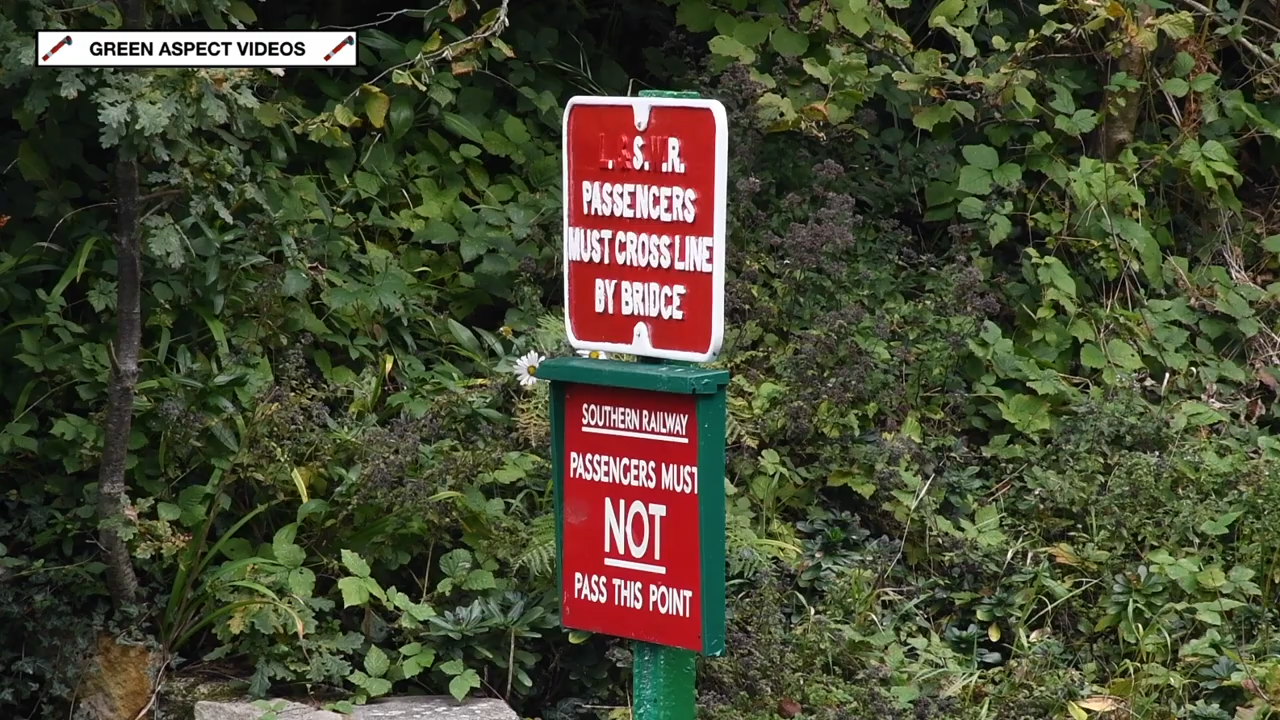 GREEN ASPECT VIDEOS
L. & S. W. R.
PASSENGERS
MUST CROSS LINE
BY BRIDGE
SOUTHERN RAILWAY
PASSENGERS MUST
NOT
PASS THIS POINT